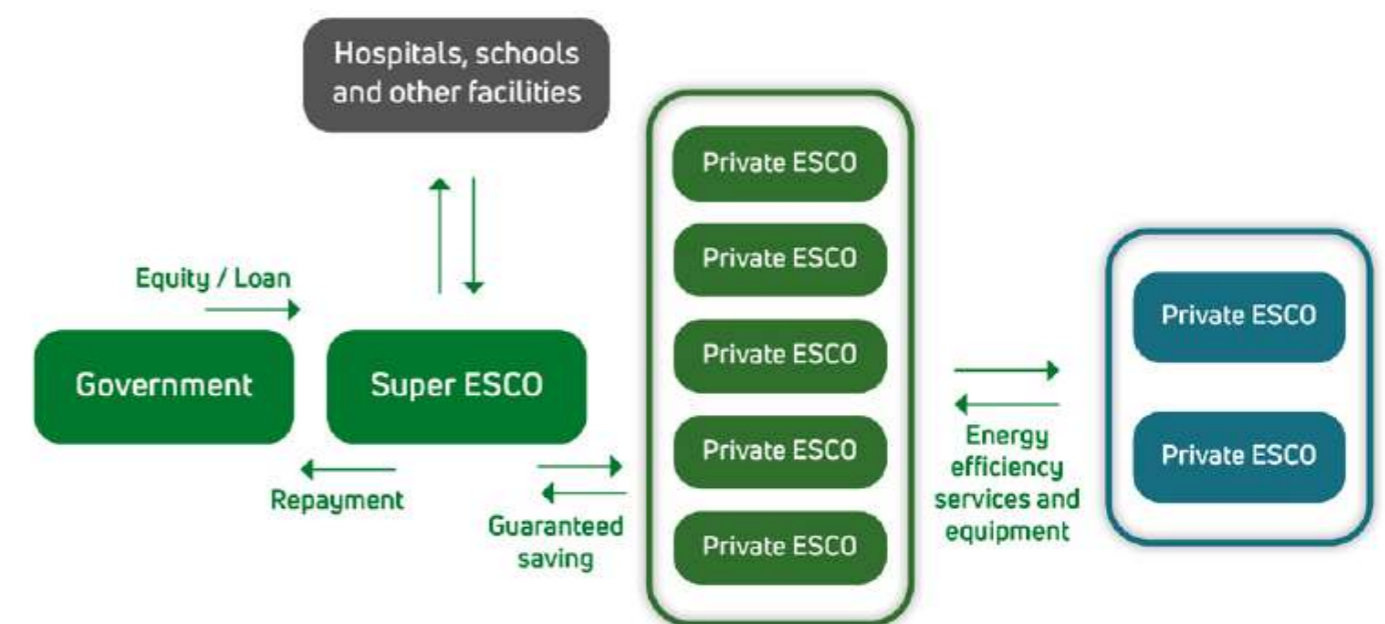 Hospitals, schools
and other facilities
Equity / Loan
Government
Super ESCO
Repayment
Guaranteed
saving
Private ESCO
Private ESCO
Private ESCO
Private ESCO
Private ESCO
Energy
efficiency
services and
equipment
Private ESCO
Private ESCO